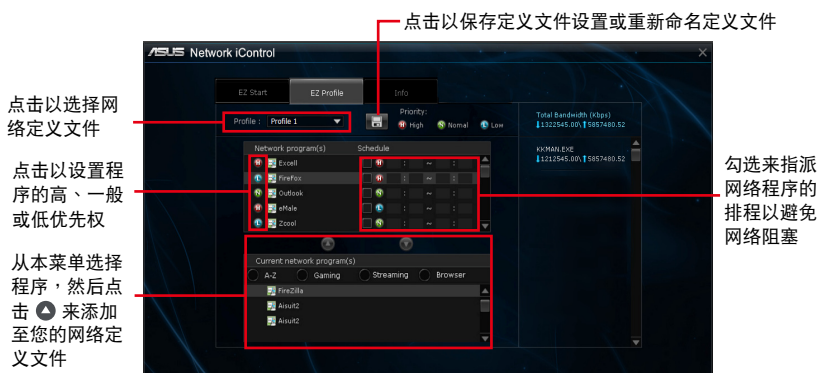 点击以保存定义文件设置或重新命名定义文件
ASUS Network iControl
点击以选择网
络定义文件
点击以设置程
序的高、一般
或低优先权
从本菜单选择
程序，然后点
击 来添加
至您的网络定
义文件
EZ Start EZ Profile Info
Profile : Profile 1
Priority:
H High N Nomal L Low
Network program(s) Schedule
H Excell H : ~ :
L FireFox H : ~ :
N Outlook N : ~ :
H eMale L : ~ :
L Zcool N : ~ :
Current network program(s)
A-Z Gaming Streaming Browser
FireZilla
Aisuit2
Aisuit2
Total Bandwidth (Kbps)
1322545.00\ 5857480.52
KKMAN.EXE
1212545.00\ 5857480.52
勾选来指派
网络程序的
排程以避免
网络阻塞